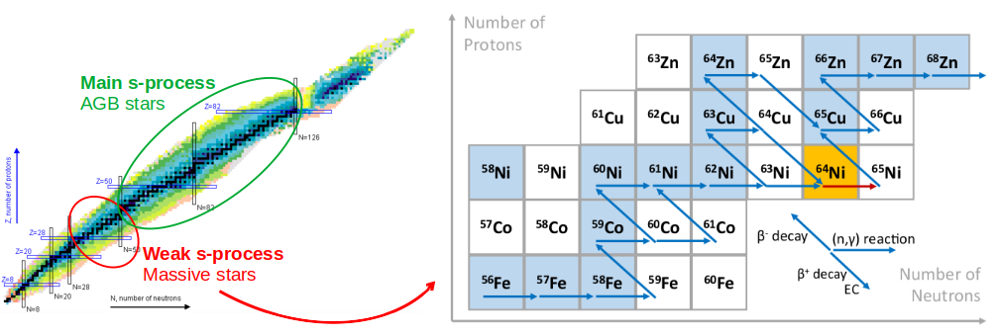 Main s-process
AGB stars
Z=82
N=126
Z=50
N=82
Z, number of protons
Z=28
N=50
Z=20
Z=8
N=28
N=20
N=8
N, number of neutrons
Weak s-process
Massive stars
Number of
Protons
63Zn 64Zn 65Zn 66Zn 67Zn 68Zn
61Cu 62Cu 63Cu 64Cu 65Cu 66Cu
58Ni 59Ni 60Ni 61Ni 62Ni 63Ni 64Ni 65Ni
57Co 58Co 59Co 60Co 61Co
56Fe 57Fe 58Fe 59Fe 60Fe
β- decay
(n,γ) reaction
β+ decay
EC
Number of
Neutrons